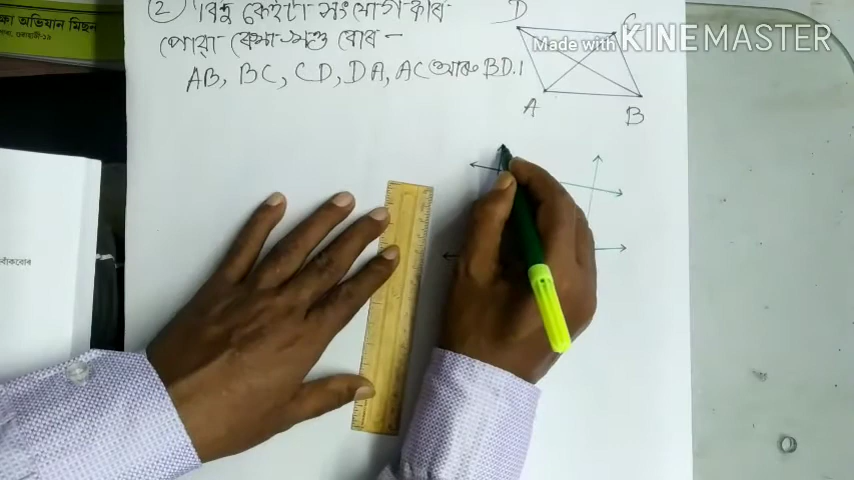 ② বিন্দু কেইটা সংযোগ কৰি
পোৱা ৰেখাখণ্ড বোৰ –
AB, BC, CD, DA, AC আৰু BD.।
D
C
A
B
Made with KINEMASTER
ক্ষা অভিযান মিছন